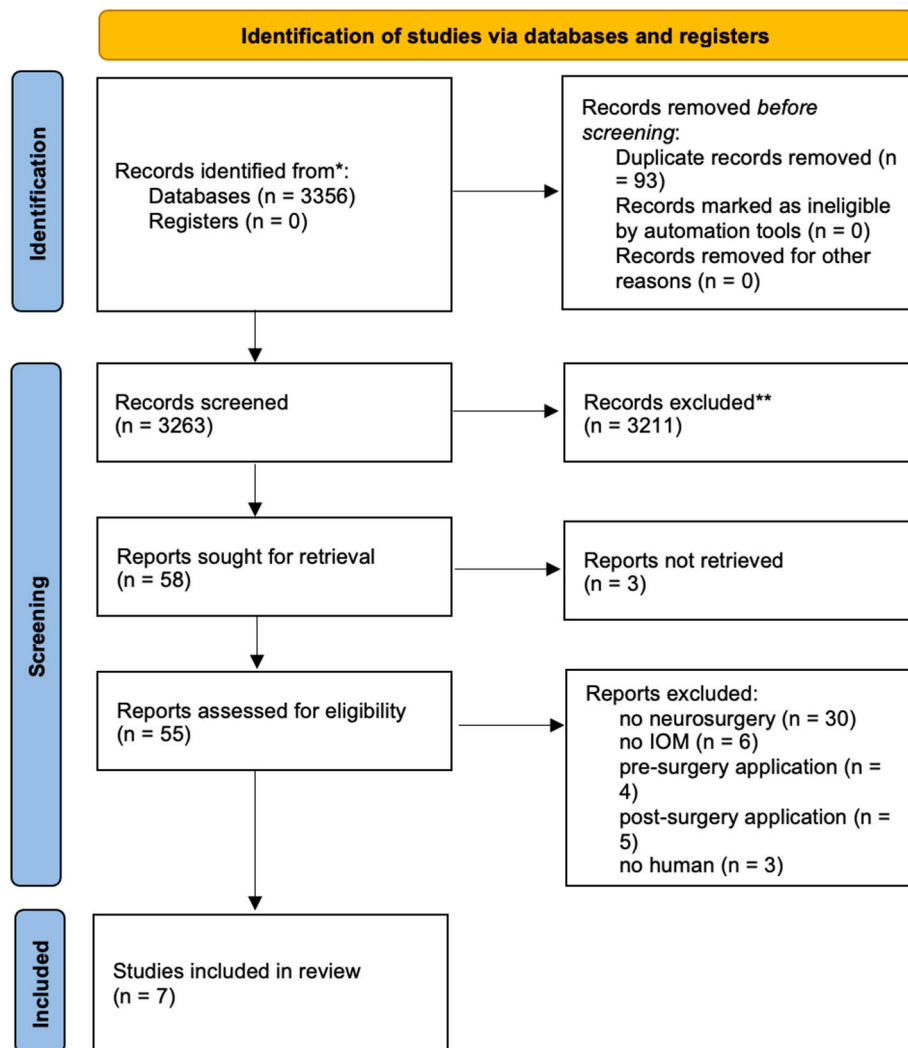 Identification of studies via databases and registers
Identification
Records identified from*:
Databases (n = 3356)
Registers (n = 0)
Records removed before
screening:
Duplicate records removed (n
= 93)
Records marked as ineligible
by automation tools (n = 0)
Records removed for other
reasons (n = 0)
Screening
Records screened
(n = 3263)
Records excluded**
(n = 3211)
Reports sought for retrieval
(n = 58)
Reports not retrieved
(n = 3)
Reports assessed for eligibility
(n = 55)
Reports excluded:
no neurosurgery (n = 30)
no IOM (n = 6)
pre-surgery application (n =
4)
post-surgery application (n =
5)
no human (n = 3)
Included
Studies included in review
(n = 7)